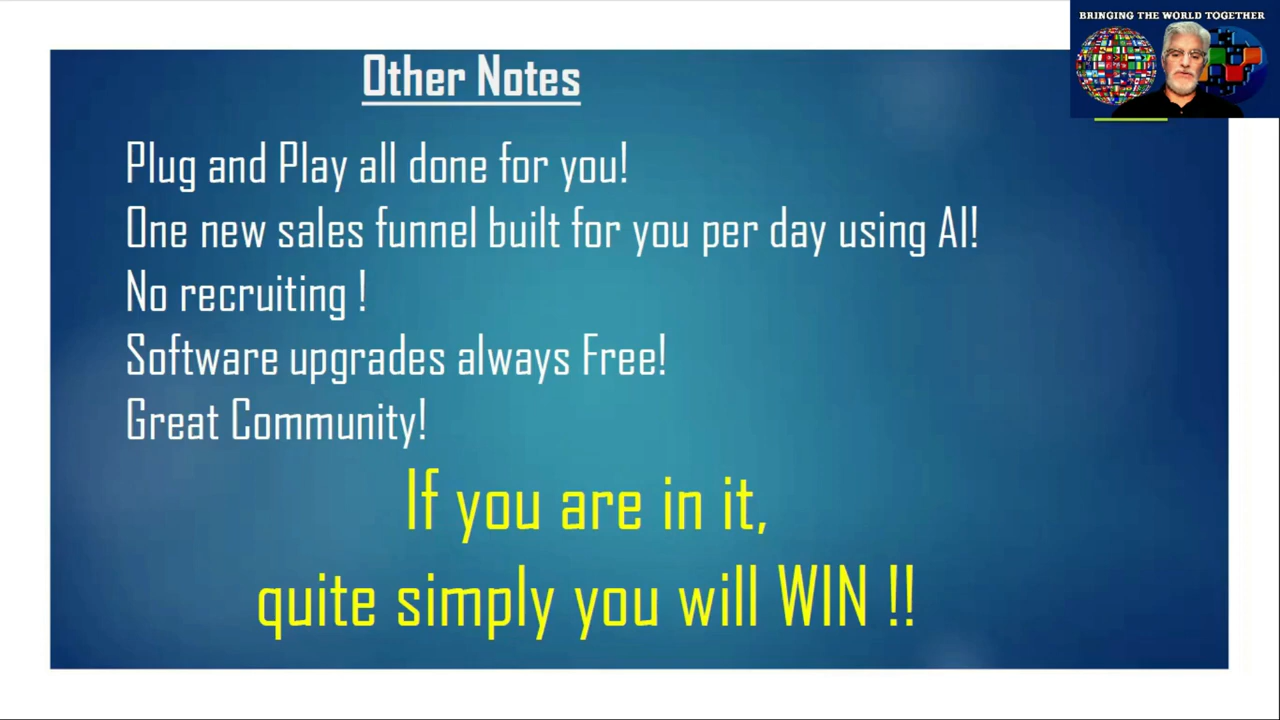 BRINGING THE WORLD TOGETHER
Other Notes
Plug and Play all done for you!
One new sales funnel built for you per day using AI!
No recruiting !
Software upgrades always Free!
Great Community!
If you are in it,
quite simply you will WIN !!